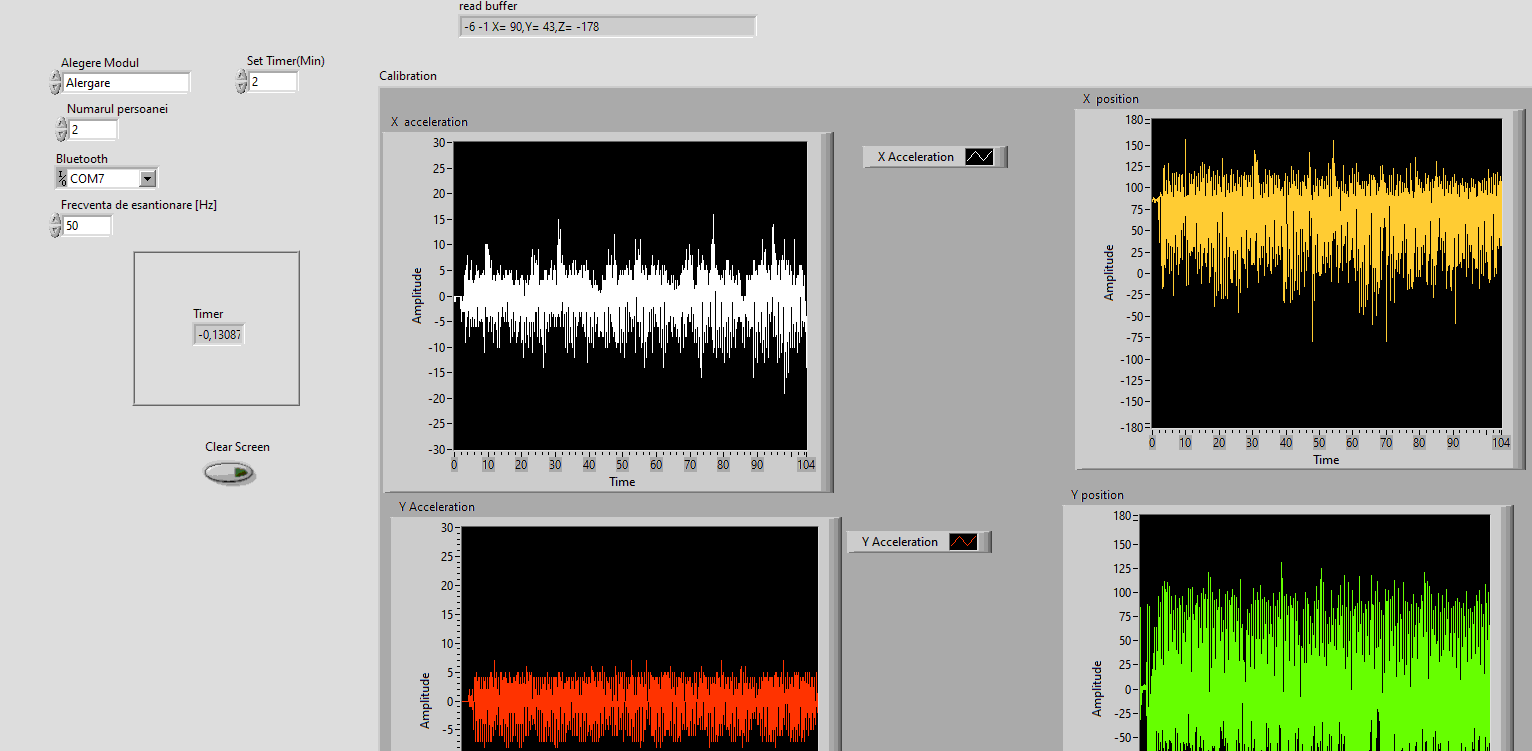 read buffer
-6 -1 X= 90,Y= 43,Z= -178
Alegere Modul
Alergare
Set Timer(Min)
2
Numarul persoanei
2
Bluetooth
I/O COM7
Frecventa de esantionare [Hz]
50
Timer
-0,13087
Clear Screen
Calibration
X acceleration
30
25
20
15
10
5
0
-5
-10
-15
-20
-25
-30
Amplitude
0 10 20 30 40 50 60 70 80 90 104
Time
X Acceleration
X position
180
150
125
100
75
50
25
0
-25
-50
-75
-100
-125
-150
-180
Amplitude
0 10 20 30 40 50 60 70 80 90 104
Time
Y Acceleration
30
25
20
15
10
5
0
-5
Amplitude
Y Acceleration
Y position
180
150
125
100
75
50
25
0
-25
-50
Amplitude